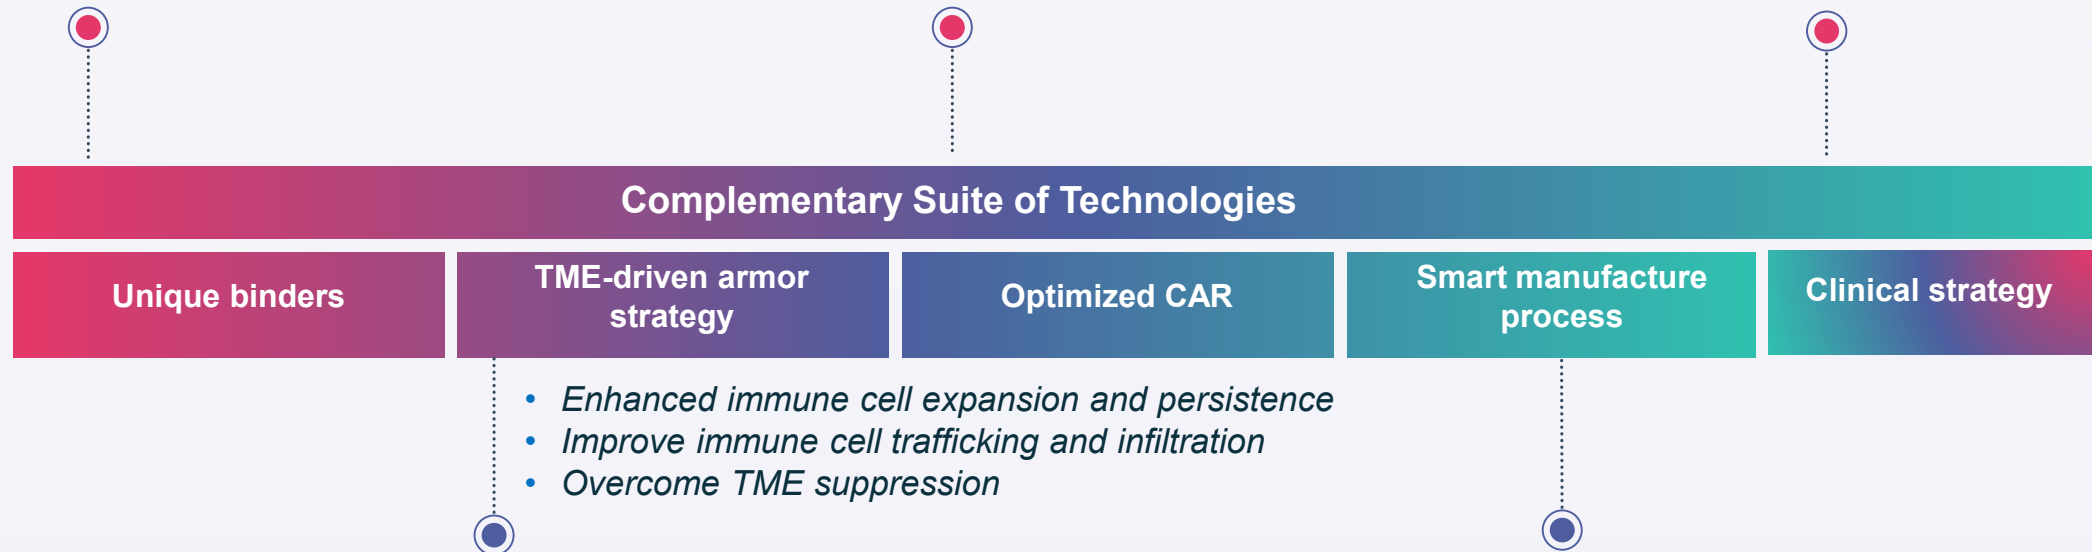 Complementary Suite of Technologies
Unique binders
TME-driven armor
strategy
Optimized CAR
Smart manufacture
process
Clinical strategy
• Enhanced immune cell expansion and persistence
• Improve immune cell trafficking and infiltration
• Overcome TME suppression